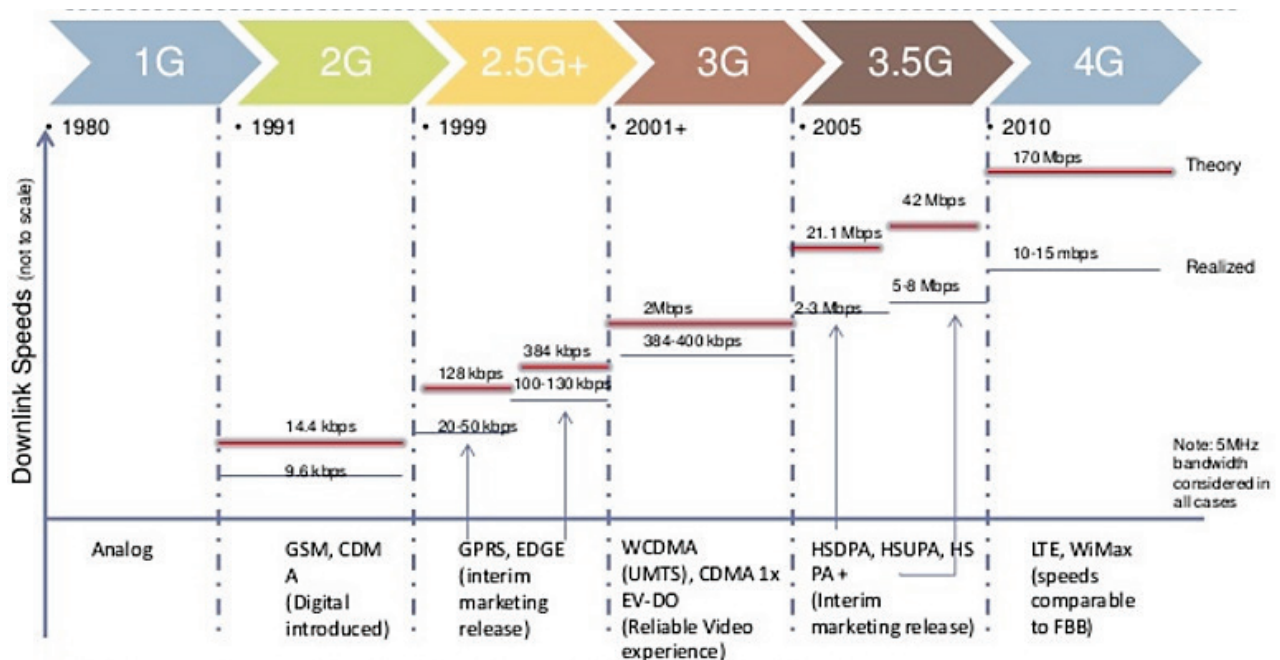 1G
2G
2.5G+
3G
3.5G
4G
• 1980
• 1991
• 1999
• 2001+
• 2005
• 2010
Downlink Speeds (not to scale)
170 Mbps
Theory
42 Mbps
21.1 Mbps
10-15 mbps
Realized
5-8 Mbps
2-3 Mbps
2Mbps
384-400 kbps
384 kbps
128 kbps
100-130 kbps
20-50 kbps
14.4 kbps
9.6 kbps
Note: 5MHz
bandwidth
considered in
all cases
Analog
GSM, CDM
A
(Digital
introduced)
GPRS, EDGE
(interim
marketing
release)
WCDMA
(UMTS), CDMA 1x
EV-DO
(Reliable Video
experience)
HSDPA, HSUPA, HS
PA+
(Interim
marketing release)
LTE, WiMax
(speeds
comparable
to FBB)